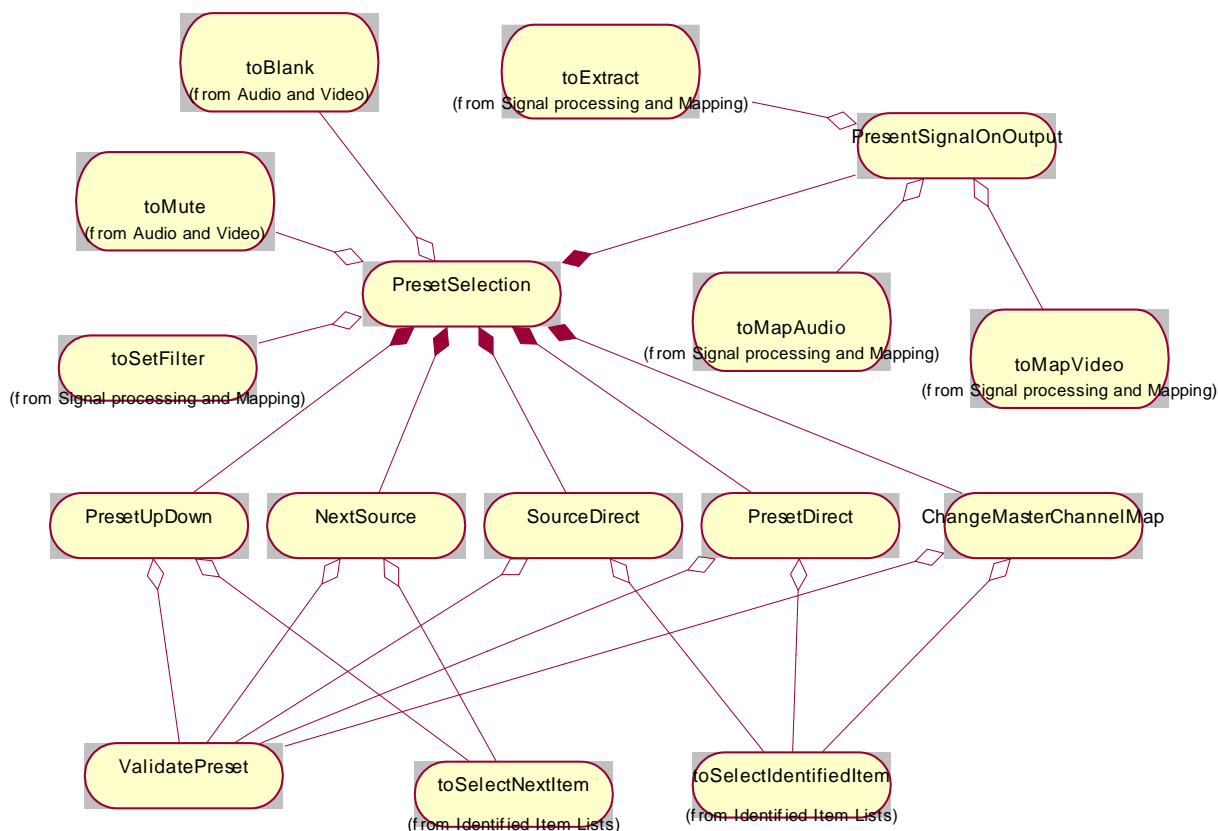 toBlank
(from Audio and Video)
toExtract
(from Signal processing and Mapping)
PresentSignalOnOutput
toMute
(from Audio and Video)
PresetSelection
toMapAudio
(from Signal processing and Mapping)
toMapVideo
(from Signal processing and Mapping)
toSetFilter
(from Signal processing and Mapping)
PresetUpDown
NextSource
SourceDirect
PresetDirect
ChangeMasterChannelMap
ValidatePreset
toSelectNextItem
(from Identified Item Lists)
toSelectIdentifiedItem
(from Identified Item Lists)